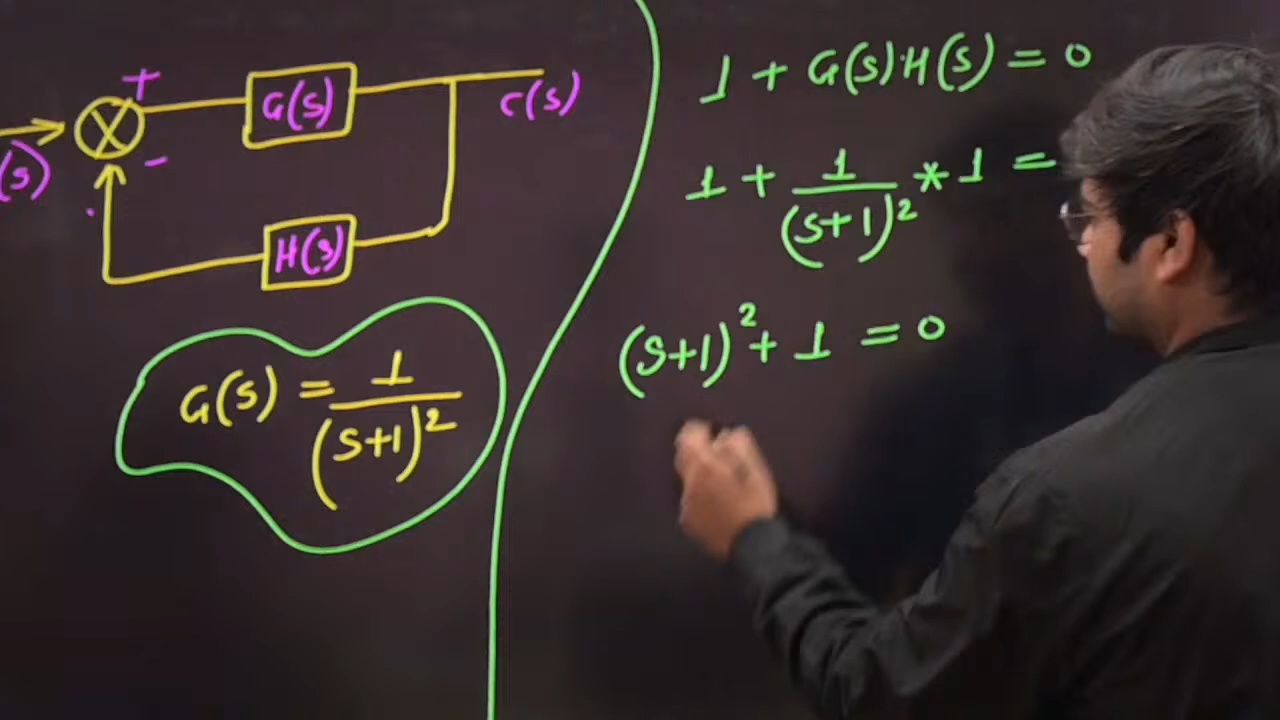 +
G(s)
C(s)
(s)
-
H(s)
G(s) = 1/(s+1)²
1 + G(s)·H(s) = 0
1 + 1/(s+1)² * 1 =
(s+1)² + 1 = 0